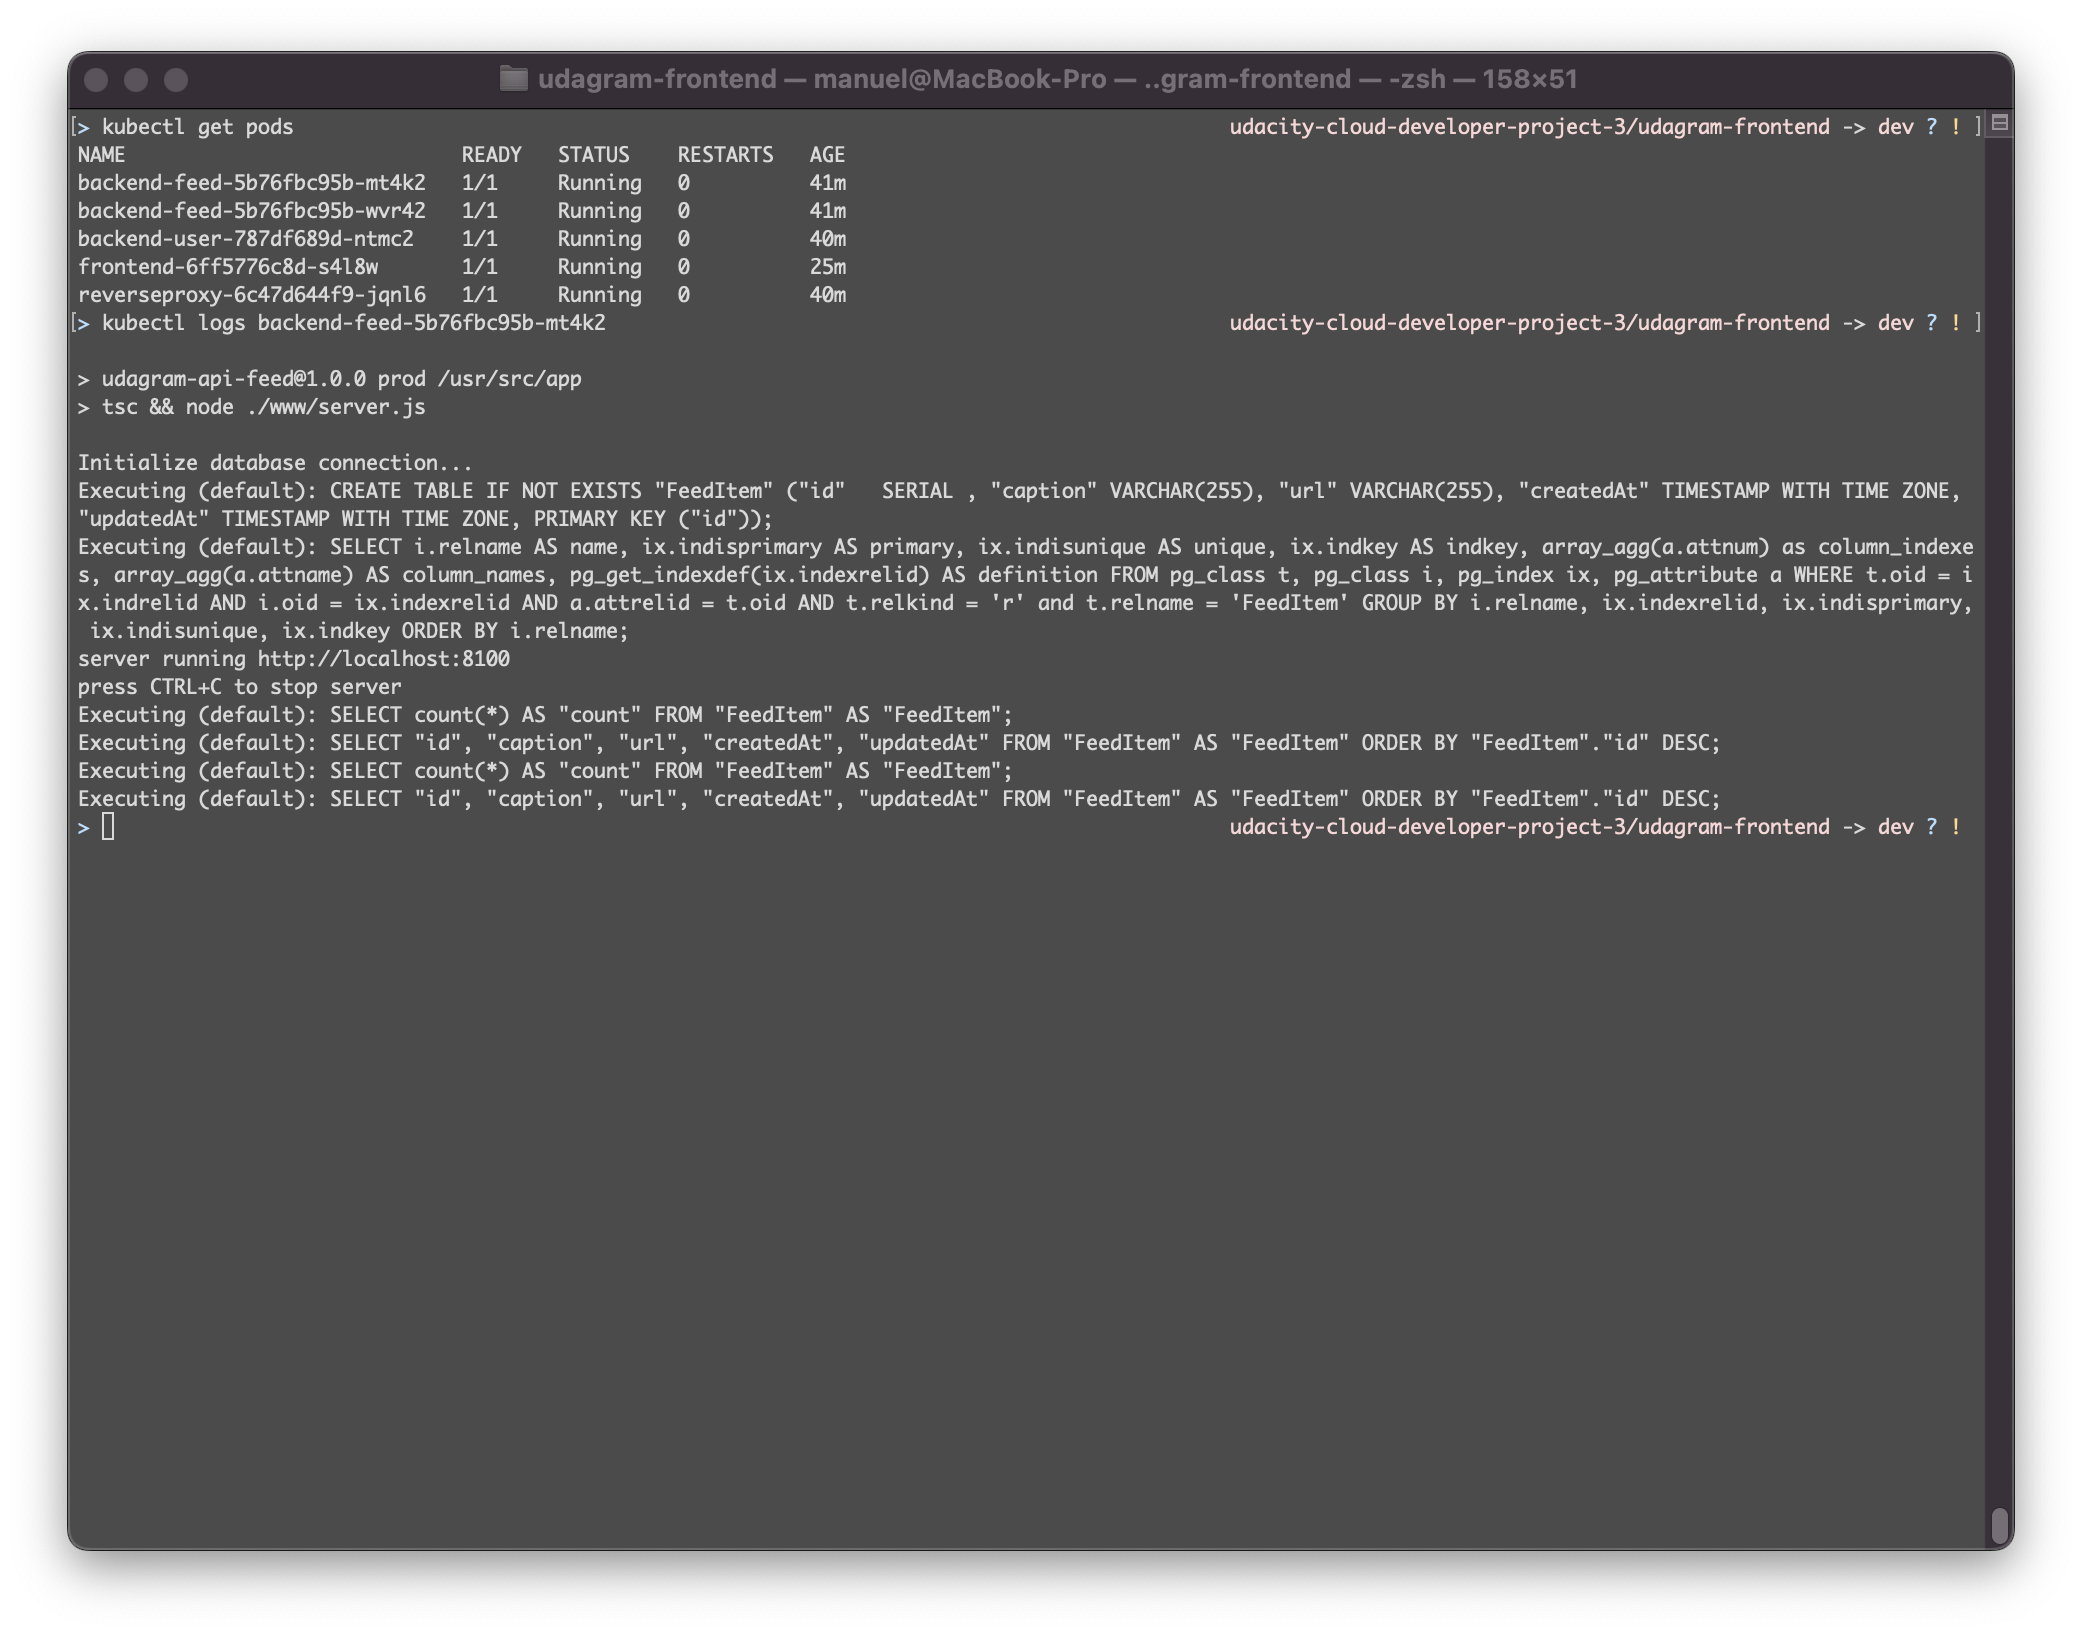 udagram-frontend — manuel@MacBook-Pro — ..gram-frontend — -zsh — 158×51
[> kubectl get pods udacity-cloud-developer-project-3/udagram-frontend -> dev ? ! ]
NAME READY STATUS RESTARTS AGE
backend-feed-5b76fbc95b-mt4k2 1/1 Running 0 41m
backend-feed-5b76fbc95b-wvr42 1/1 Running 0 41m
backend-user-787df689d-ntmc2 1/1 Running 0 40m
frontend-6ff5776c8d-s4l8w 1/1 Running 0 25m
reverseproxy-6c47d644f9-jqnl6 1/1 Running 0 40m
[> kubectl logs backend-feed-5b76fbc95b-mt4k2 udacity-cloud-developer-project-3/udagram-frontend -> dev ? ! ]
> udagram-api-feed@1.0.0 prod /usr/src/app
> tsc && node ./www/server.js
Initialize database connection...
Executing (default): CREATE TABLE IF NOT EXISTS "FeedItem" ("id"   SERIAL , "caption" VARCHAR(255), "url" VARCHAR(255), "createdAt" TIMESTAMP WITH TIME ZONE,
"updatedAt" TIMESTAMP WITH TIME ZONE, PRIMARY KEY ("id"));
Executing (default): SELECT i.relname AS name, ix.indisprimary AS primary, ix.indisunique AS unique, ix.indkey AS indkey, array_agg(a.attnum) as column_indexe
s, array_agg(a.attname) AS column_names, pg_get_indexdef(ix.indexrelid) AS definition FROM pg_class t, pg_class i, pg_index ix, pg_attribute a WHERE t.oid = i
x.indrelid AND i.oid = ix.indexrelid AND a.attrelid = t.oid AND t.relkind = 'r' and t.relname = 'FeedItem' GROUP BY i.relname, ix.indexrelid, ix.indisprimary,
ix.indisunique, ix.indkey ORDER BY i.relname;
server running http://localhost:8100
press CTRL+C to stop server
Executing (default): SELECT count(*) AS "count" FROM "FeedItem" AS "FeedItem";
Executing (default): SELECT "id", "caption", "url", "createdAt", "updatedAt" FROM "FeedItem" AS "FeedItem" ORDER BY "FeedItem"."id" DESC;
Executing (default): SELECT count(*) AS "count" FROM "FeedItem" AS "FeedItem";
Executing (default): SELECT "id", "caption", "url", "createdAt", "updatedAt" FROM "FeedItem" AS "FeedItem" ORDER BY "FeedItem"."id" DESC;
> udacity-cloud-developer-project-3/udagram-frontend -> dev ? !